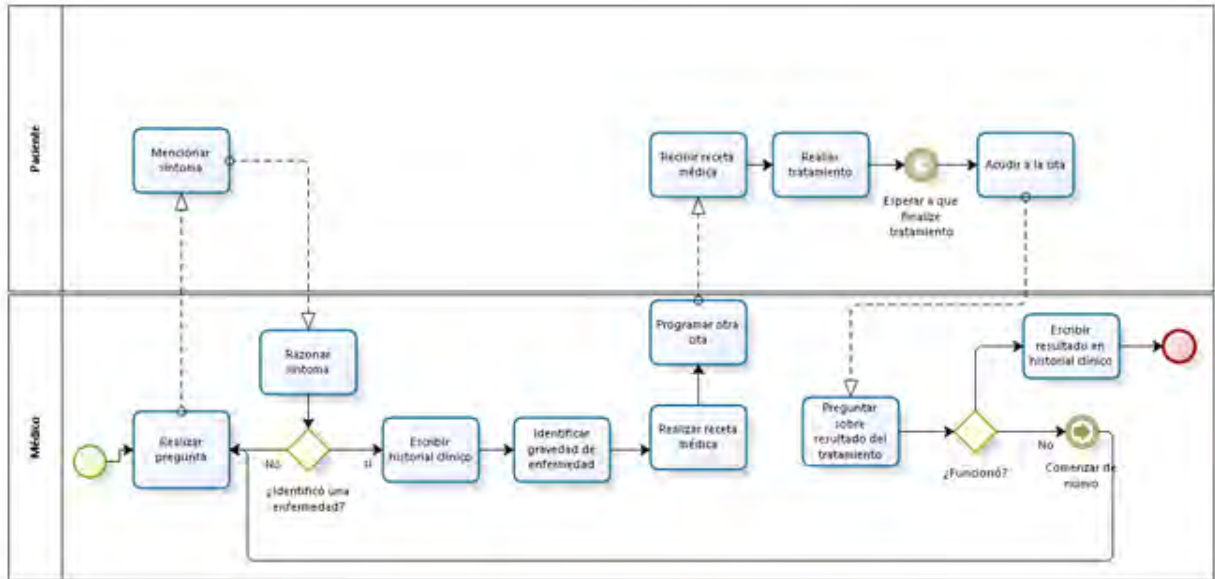 Paciente
Mencionar
síntoma
Recibir receta
médica
Realizar
tratamiento
Esperar a que
finalize
tratamiento
Acudir a la cita
Médico
Realizar
pregunta
Razonar
síntoma
No
si
¿Identificó una
enfermedad?
Escribir
historial clínico
Identificar
gravedad de
enfermedad
Realizar receta
médica
Programar otra
cita
Preguntar
sobre
resultado del
tratamiento
¿Funcionó?
Escribir
resultado en
historial clínico
No
Comenzar de
nuevo